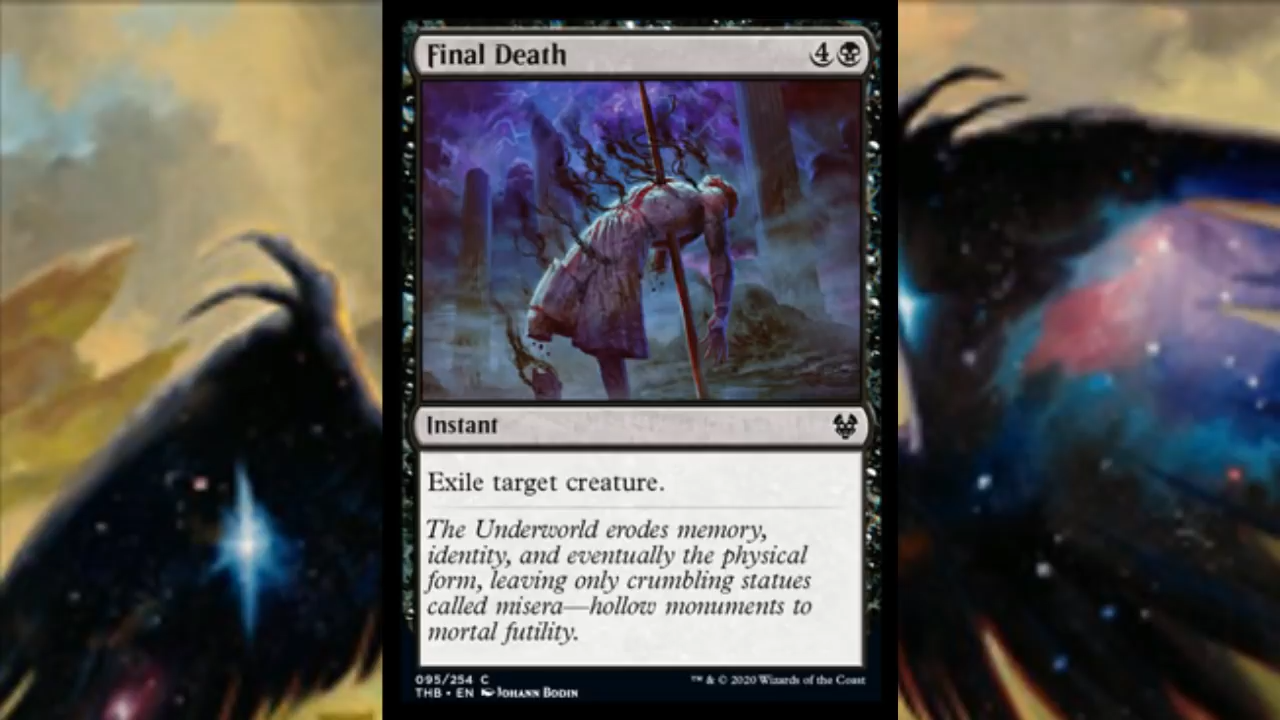 Final Death 4
Instant
Exile target creature.
The Underworld erodes memory,
identity, and eventually the physical
form, leaving only crumbling statues
called misera—hollow monuments to
mortal futility.
095/254 C
THB • EN Johann Bodin
™ & © 2020 Wizards of the Coast